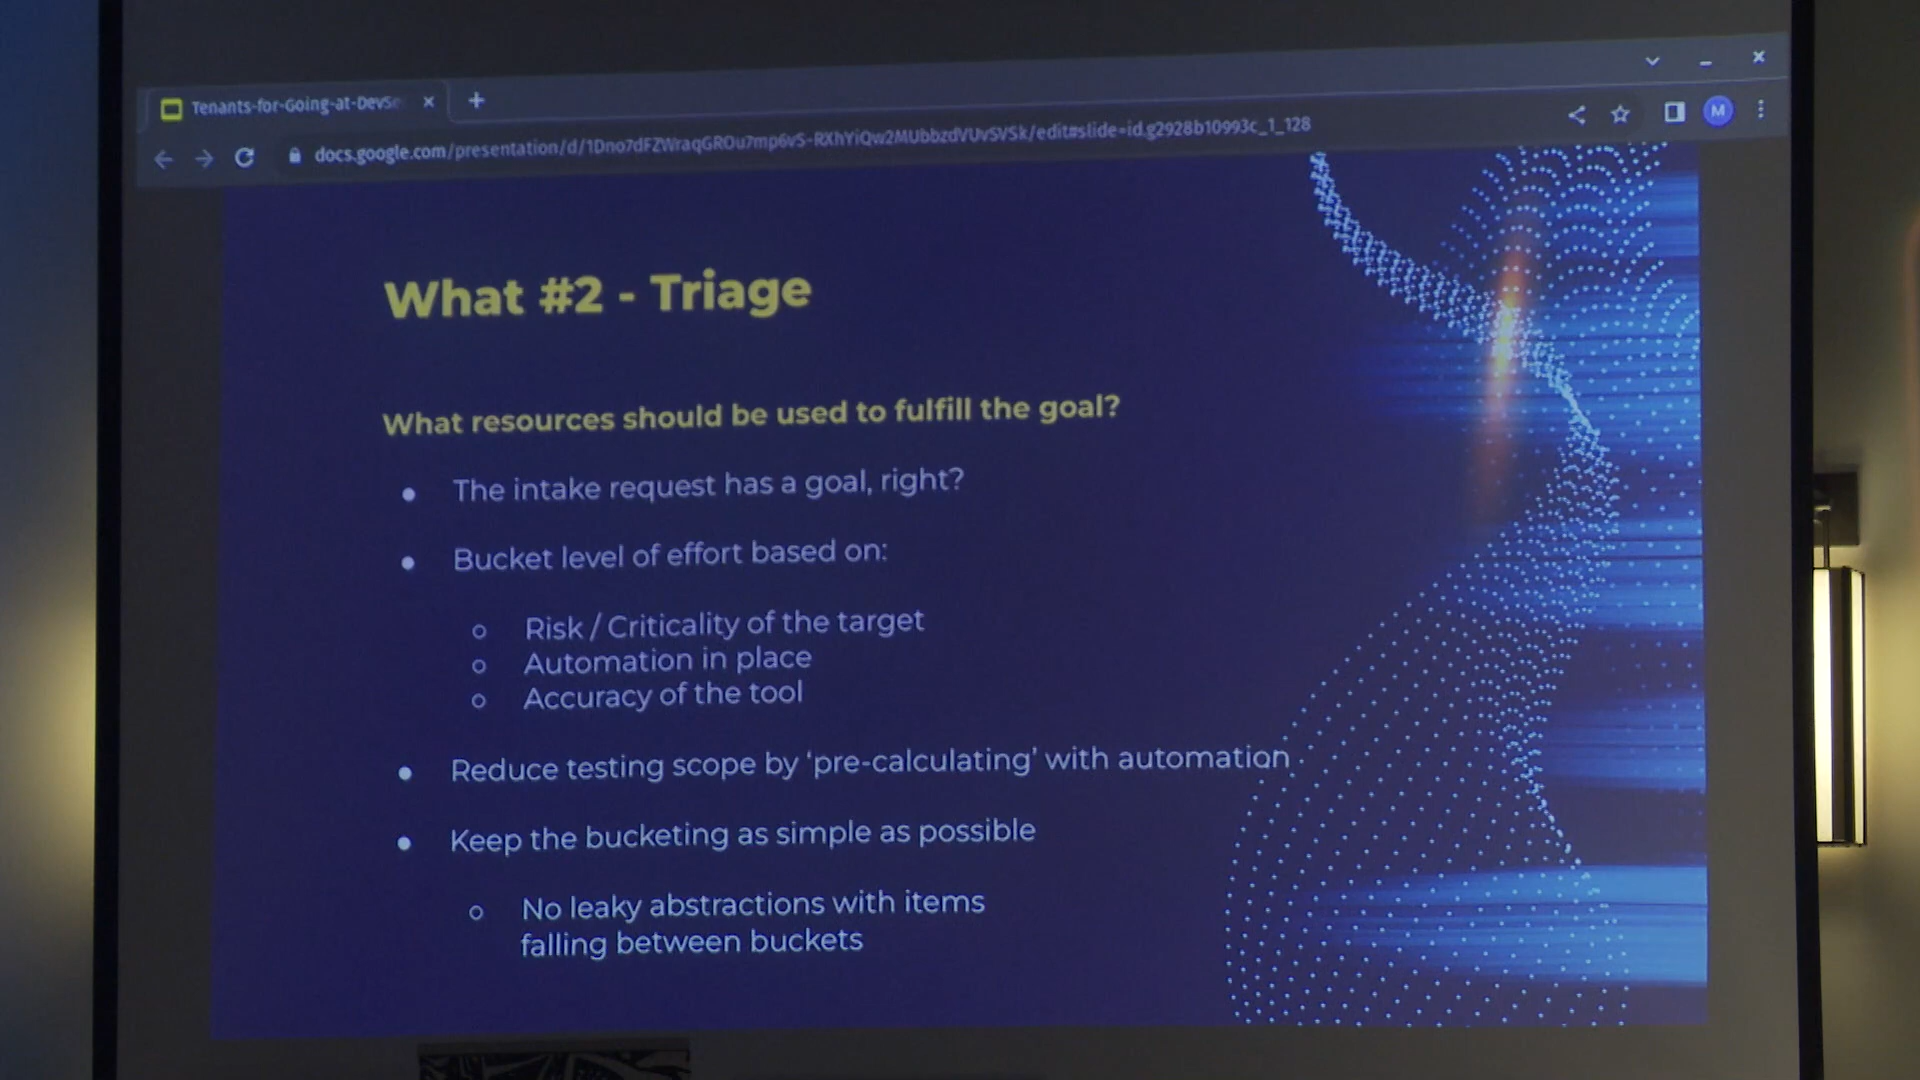 Tenants-for-Going-at-DevSe
docs.google.com/presentation/d/1Dno7dFZWraqGROu7mp6vS-RXhYiQw2MUbbzdVUvSVSk/edit#slide=id.g2928b10993c_1_128
M
What #2 - Triage
What resources should be used to fulfill the goal?
● The intake request has a goal, right?
● Bucket level of effort based on:
○ Risk / Criticality of the target
○ Automation in place
○ Accuracy of the tool
● Reduce testing scope by ‘pre-calculating’ with automation
● Keep the bucketing as simple as possible
○ No leaky abstractions with items
falling between buckets